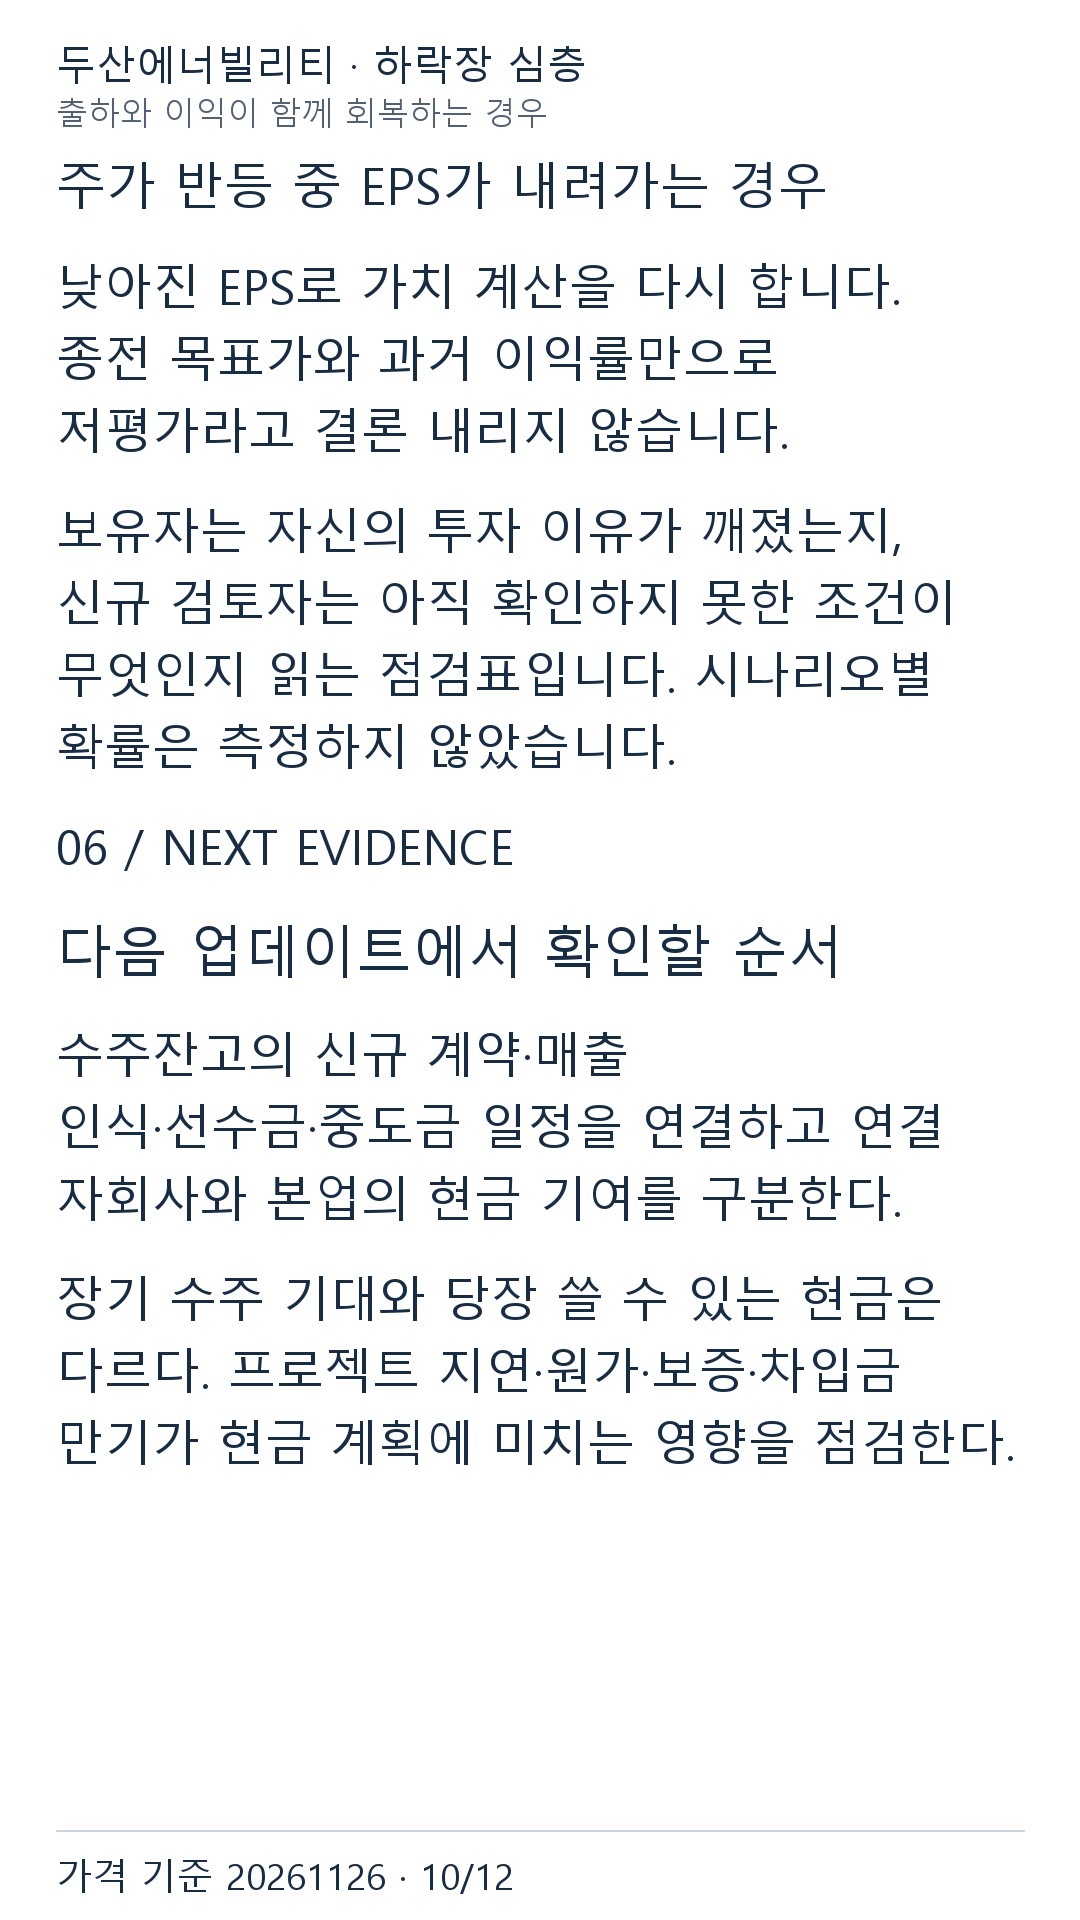 두산에너빌리티 · 하락장 심층
출하와 이익이 함께 회복하는 경우
주가 반등 중 EPS가 내려가는 경우
낮아진 EPS로 가치 계산을 다시 합니다.
종전 목표가와 과거 이익률만으로
저평가라고 결론 내리지 않습니다.
보유자는 자신의 투자 이유가 깨졌는지,
신규 검토자는 아직 확인하지 못한 조건이
무엇인지 읽는 점검표입니다. 시나리오별
확률은 측정하지 않았습니다.
06 / NEXT EVIDENCE
다음 업데이트에서 확인할 순서
수주잔고의 신규 계약·매출
인식·선수금·중도금 일정을 연결하고 연결
자회사와 본업의 현금 기여를 구분한다.
장기 수주 기대와 당장 쓸 수 있는 현금은
다르다. 프로젝트 지연·원가·보증·차입금
만기가 현금 계획에 미치는 영향을 점검한다.
가격 기준 20261126 · 10/12